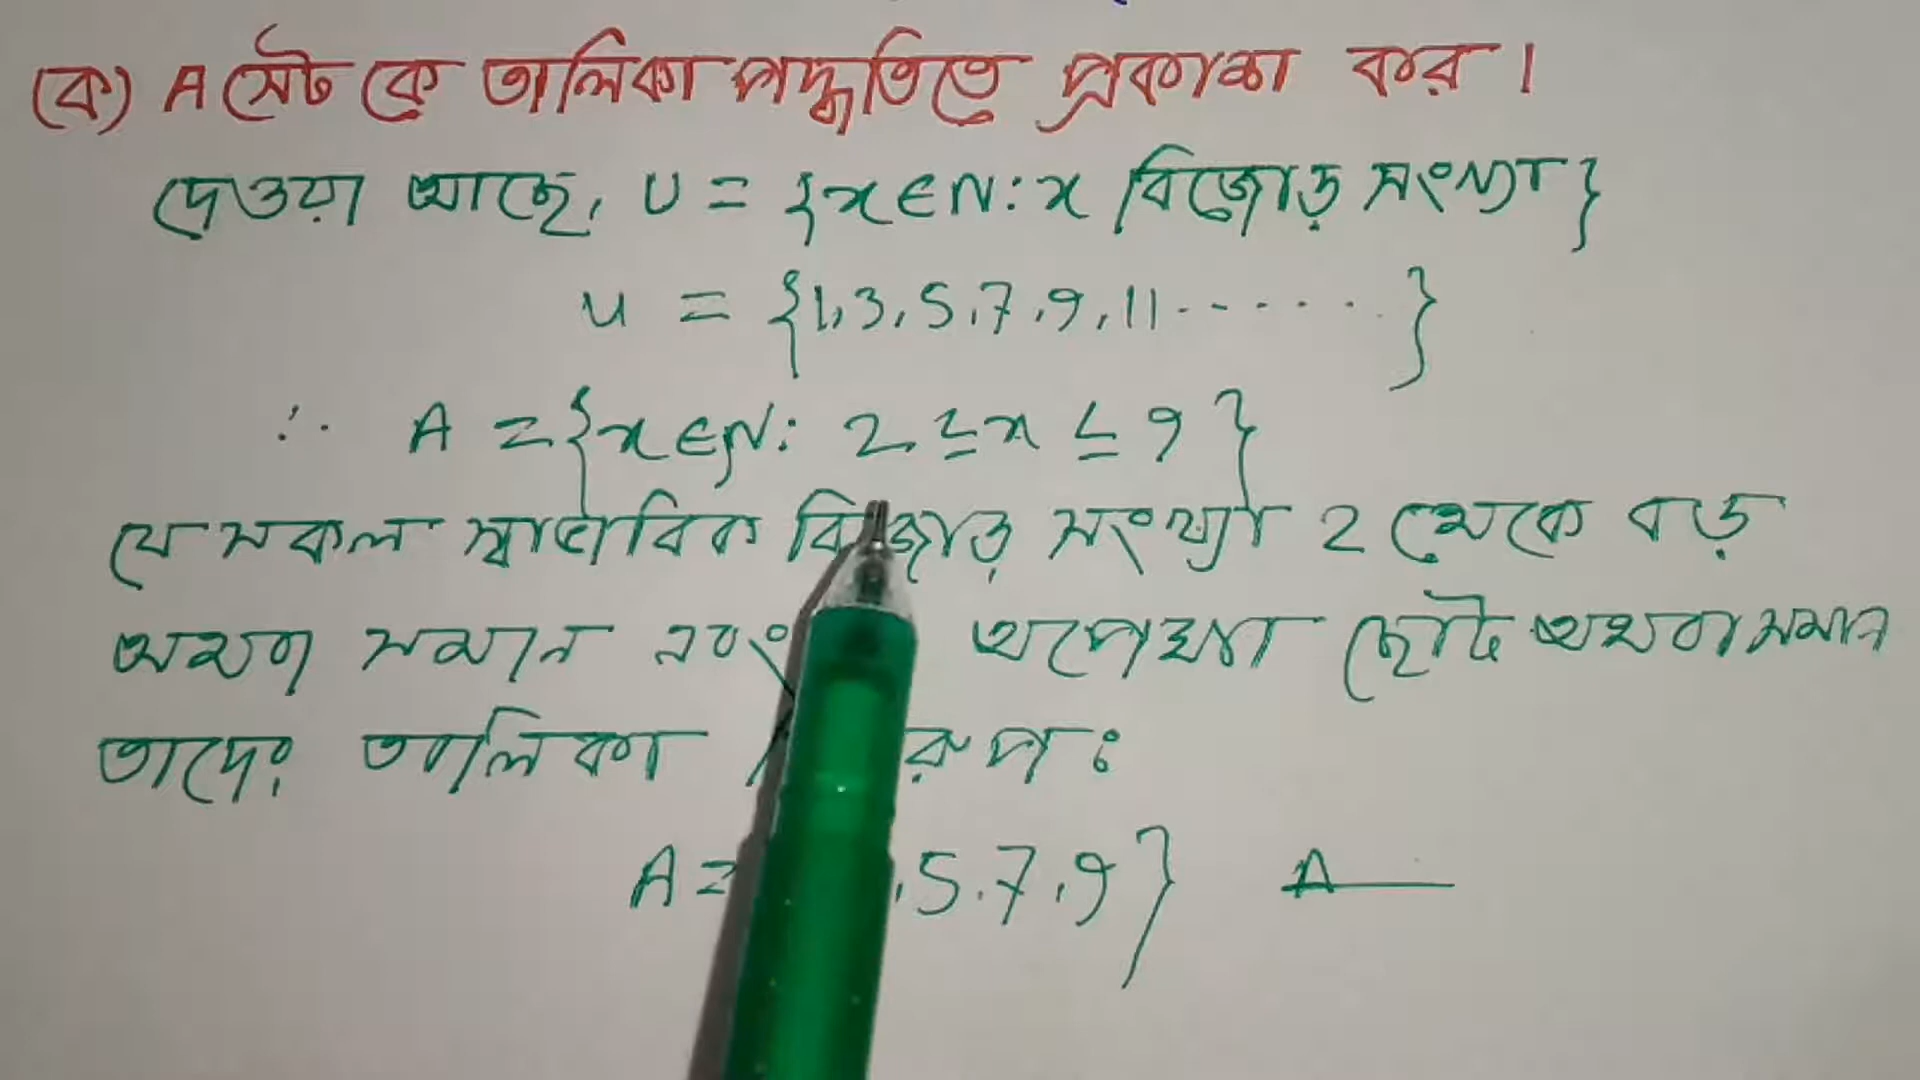 (ক) A সেট কে তালিকা পদ্ধতিতে প্রকাশ কর।
দেওয়া আছে, U = {x∈N: x বিজোড় সংখ্যা}
U = {1,3,5,7,9,11.......}
∴ A = {x∈N: 2≤x≤9}
যে সকল স্বাভাবিক বিজোড় সংখ্যা 2 থেকে বড়
অথবা সমান এবং অপেক্ষা ছোট অথবা সমান
তাদের তালিকা রূপঃ
A= ,5,7,9} A